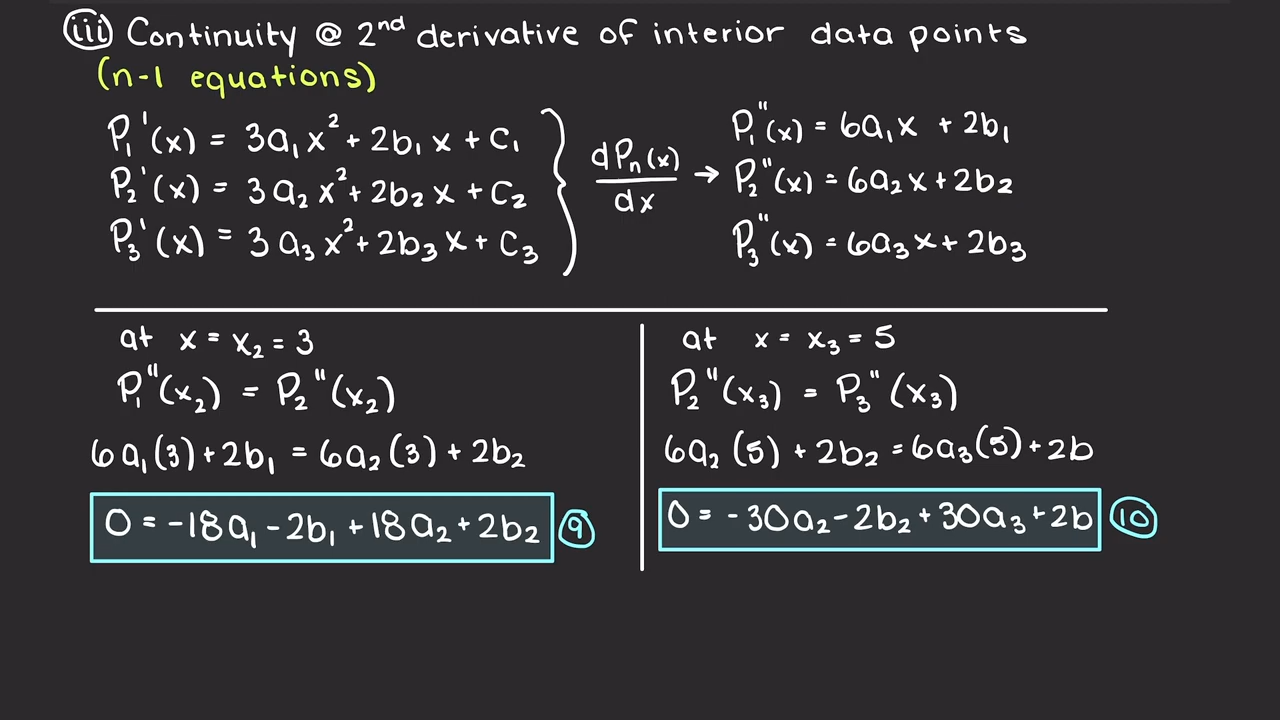 (iii) Continuity @ 2nd derivative of interior data points
(n-1 equations)
P₁'(x) = 3a₁x² + 2b₁x + C₁
P₂'(x) = 3a₂x² + 2b₂x + C₂
P₃'(x) = 3a₃x² + 2b₃x + C₃
dPₙ(x)
dx
→
P₁''(x) = 6a₁x + 2b₁
P₂''(x) = 6a₂x + 2b₂
P₃''(x) = 6a₃x + 2b₃
at x = x₂ = 3
P₁''(x₂) = P₂''(x₂)
6a₁(3) + 2b₁ = 6a₂(3) + 2b₂
0 = -18a₁ - 2b₁ + 18a₂ + 2b₂ (9)
at x = x₃ = 5
P₂''(x₃) = P₃''(x₃)
6a₂(5) + 2b₂ = 6a₃(5) + 2b
0 = -30a₂ - 2b₂ + 30a₃ + 2b (10)